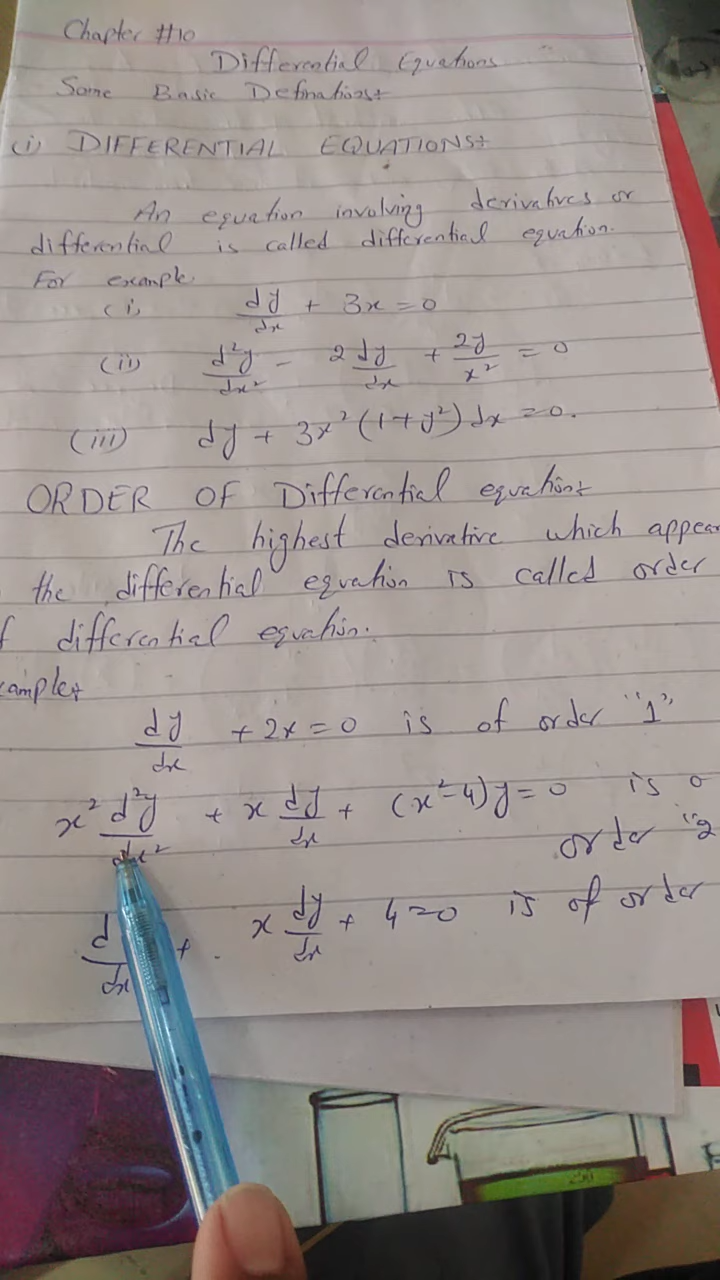 Chapter #10
Differential Equations
Some Basic Definations:
(i) DIFFERENTIAL EQUATIONS:
An equation involving derivatives or
differential is called differential equation.
For example.
(i) dy/dx + 3x = 0
(ii) d²y/dx² - 2dy/dx + 2y/x² = 0
(iii) dy + 3x²(1+y²)dx = 0.
ORDER OF Differential equation:
The highest derivative which appear
the differential equation is called order
f differential equation.
ample:
dy/dx + 2x = 0 is of order "1"
x² d²y/dx² + x dy/dx + (x²-4)y = 0 is o
order "2
d/dx + x dy/dx + 4 = 0 is of order